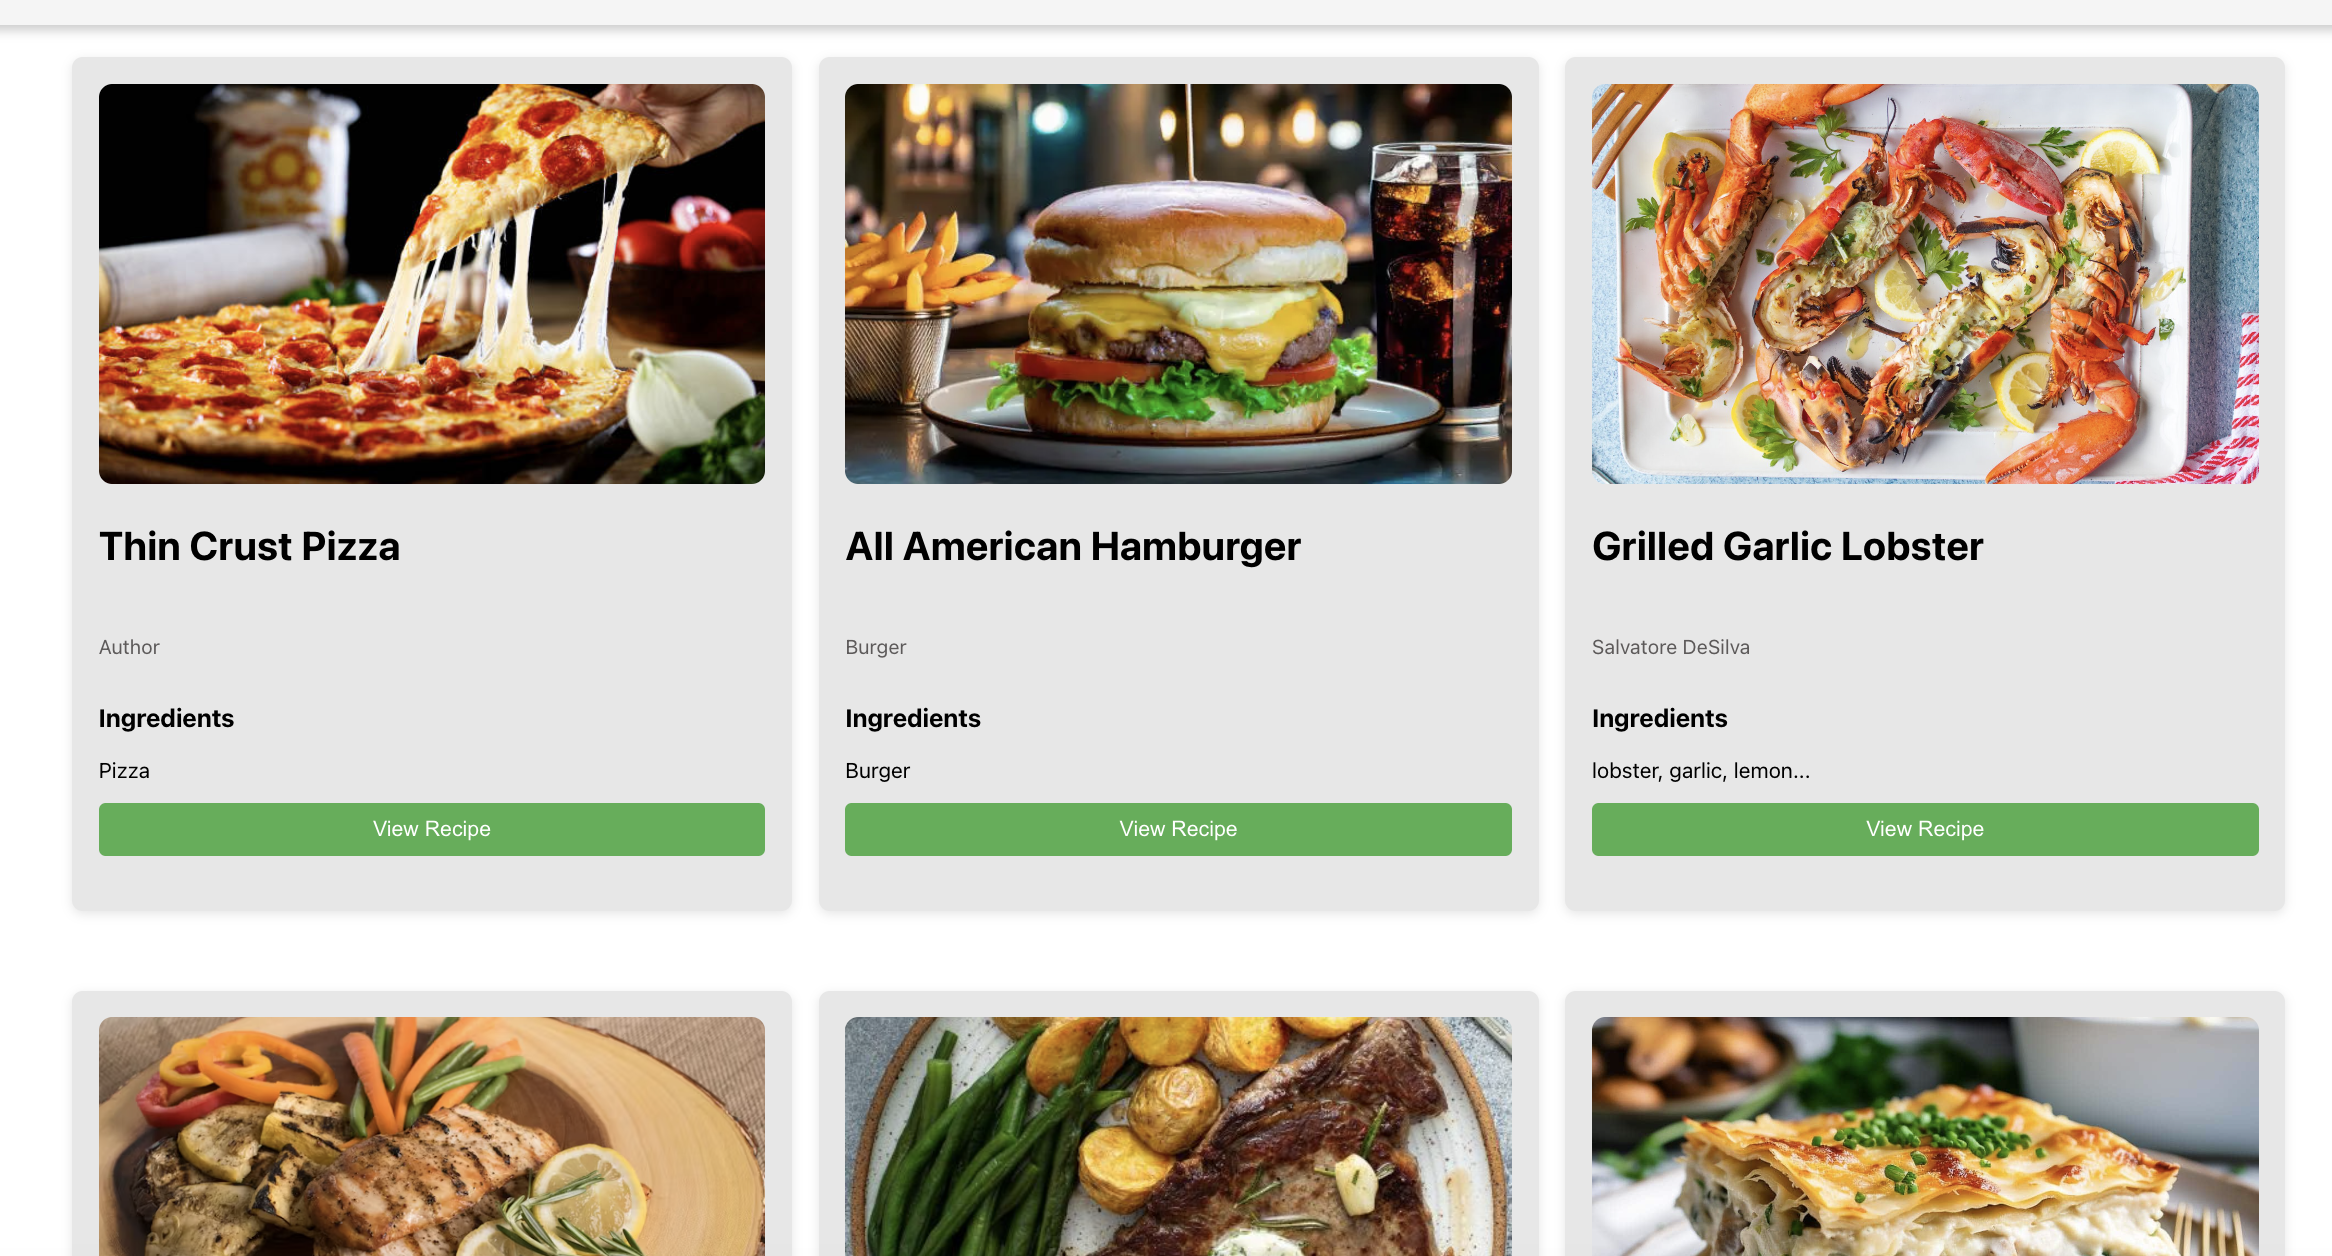 Thin Crust Pizza
Author
Ingredients
Pizza
View Recipe
All American Hamburger
Burger
Ingredients
Burger
View Recipe
Grilled Garlic Lobster
Salvatore DeSilva
Ingredients
lobster, garlic, lemon...
View Recipe